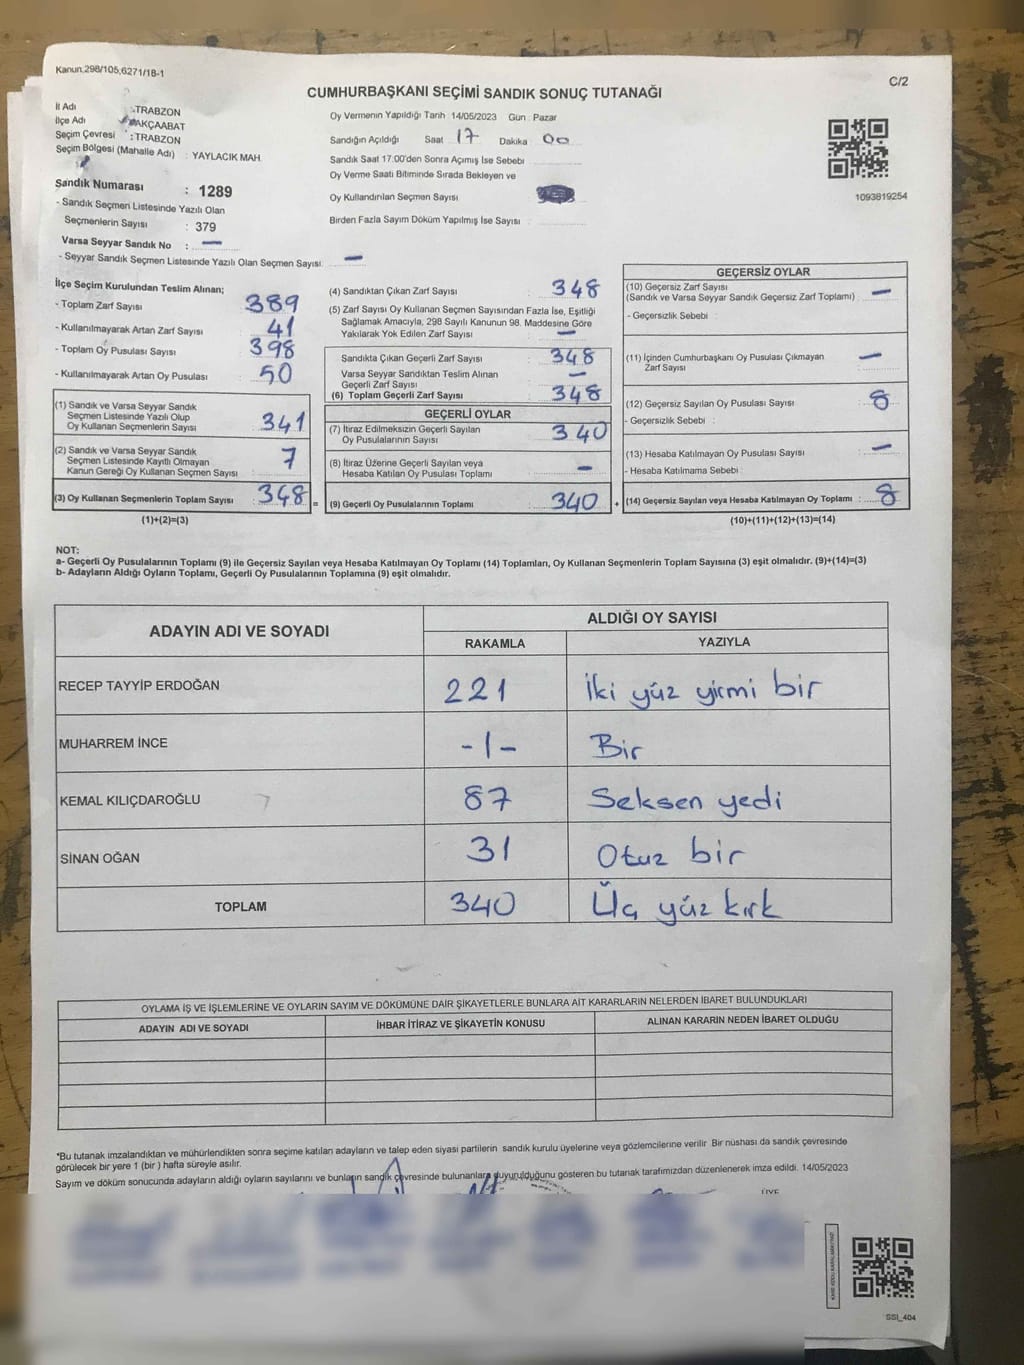 Kanun:298/105;6271/18-1
C/2
CUMHURBAŞKANI SEÇİMİ SANDIK SONUÇ TUTANAĞI
İl Adı :TRABZON
İlçe Adı AKÇAABAT
Seçim Çevresi :TRABZON
Seçim Bölgesi (Mahalle Adı) : YAYLACIK MAH.
Sandık Numarası : 1289
- Sandık Seçmen Listesinde Yazılı Olan
Seçmenlerin Sayısı : 379
Varsa Seyyar Sandık No : —
- Seyyar Sandık Seçmen Listesinde Yazılı Olan Seçmen Sayısı: —
Oy Vermenin Yapıldığı Tarih : 14/05/2023 Gün : Pazar
Sandığın Açıldığı Saat 17 Dakika 00
Sandık Saat 17.00'den Sonra Açımış İse Sebebi
Oy Verme Saati Bitiminde Sırada Bekleyen ve
Oy Kullandırılan Seçmen Sayısı
Birden Fazla Sayım Döküm Yapılmış İse Sayısı :
1093819254
İlçe Seçim Kurulundan Teslim Alınan;
- Toplam Zarf Sayısı 389
- Kullanılmayarak Artan Zarf Sayısı 41
- Toplam Oy Pusulası Sayısı 398
- Kullanılmayarak Artan Oy Pusulası 50
(1) Sandık ve Varsa Seyyar Sandık
Seçmen Listesinde Yazılı Olup
Oy Kullanan Seçmenlerin Sayısı 341
(2) Sandık ve Varsa Seyyar Sandık
Seçmen Listesinde Kayıtlı Olmayan
Kanun Gereği Oy Kullanan Seçmen Sayısı 7
(3) Oy Kullanan Seçmenlerin Toplam Sayısı : 348 =
(1)+(2)=(3)
(4) Sandıktan Çıkan Zarf Sayısı 348
(5) Zarf Sayısı Oy Kullanan Seçmen Sayısından Fazla İse, Eşitliği
Sağlamak Amacıyla, 298 Sayılı Kanunun 98. Maddesine Göre
Yakılarak Yok Edilen Zarf Sayısı —
Sandıkta Çıkan Geçerli Zarf Sayısı 348
Varsa Seyyar Sandıktan Teslim Alınan
Geçerli Zarf Sayısı —
(6) Toplam Geçerli Zarf Sayısı 348
GEÇERLİ OYLAR
(7) İtiraz Edilmeksizin Geçerli Sayılan
Oy Pusulalarının Sayısı 340
(8) İtiraz Üzerine Geçerli Sayılan veya
Hesaba Katılan Oy Pusulası Toplamı —
(9) Geçerli Oy Pusulalarının Toplamı : 340 +
GEÇERSİZ OYLAR
(10) Geçersiz Zarf Sayısı
(Sandık ve Varsa Seyyar Sandık Geçersiz Zarf Toplamı) : —
- Geçersizlik Sebebi :
(11) İçinden Cumhurbaşkanı Oy Pusulası Çıkmayan
Zarf Sayısı : —
(12) Geçersiz Sayılan Oy Pusulası Sayısı : 8
- Geçersizlik Sebebi :
(13) Hesaba Katılmayan Oy Pusulası Sayısı : —
- Hesaba Katılmama Sebebi :
(14) Geçersiz Sayılan veya Hesaba Katılmayan Oy Toplamı : 8
(10)+(11)+(12)+(13)=(14)
NOT:
a- Geçerli Oy Pusulalarının Toplamı (9) ile Geçersiz Sayılan veya Hesaba Katılmayan Oy Toplamı (14) Toplamları, Oy Kullanan Seçmenlerin Toplam Sayısına (3) eşit olmalıdır. (9)+(14)=(3)
b- Adayların Aldığı Oyların Toplamı, Geçerli Oy Pusulalarının Toplamına (9) eşit olmalıdır.
ADAYIN ADI VE SOYADI
ALDIĞI OY SAYISI
RAKAMLA YAZIYLA
RECEP TAYYİP ERDOĞAN 221 İki yüz yirmi bir
MUHARREM İNCE -1- Bir
KEMAL KILIÇDAROĞLU 87 Seksen yedi
SİNAN OĞAN 31 Otuz bir
TOPLAM 340 Üç yüz kırk
OYLAMA İŞ VE İŞLEMLERİNE VE OYLARIN SAYIM VE DÖKÜMÜNE DAİR ŞİKAYETLERLE BUNLARA AİT KARARLARIN NELERDEN İBARET BULUNDUKLARI
ADAYIN ADI VE SOYADI İHBAR İTİRAZ VE ŞİKAYETİN KONUSU ALINAN KARARIN NEDEN İBARET OLDUĞU
*Bu tutanak imzalandıktan ve mühürlendikten sonra seçime katılan adayların ve talep eden siyasi partilerin sandık kurulu üyelerine veya gözlemcilerine verilir Bir nüshası da sandık çevresinde
görülecek bir yere 1 (bir ) hafta süreyle asılır.
Sayım ve döküm sonucunda adayların aldığı oyların sayılarını ve bunların sandık çevresinde bulunanlara duyurulduğunu gösteren bu tutanak tarafımızdan düzenlenerek imza edildi. 14/05/2023
ÜYE
SSI_404